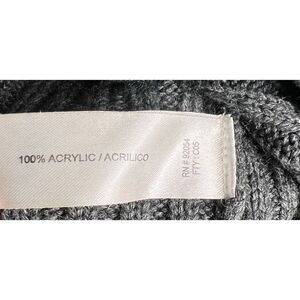 100% ACRYLIC / ACRILICO
RN # 92054
FTY : C05